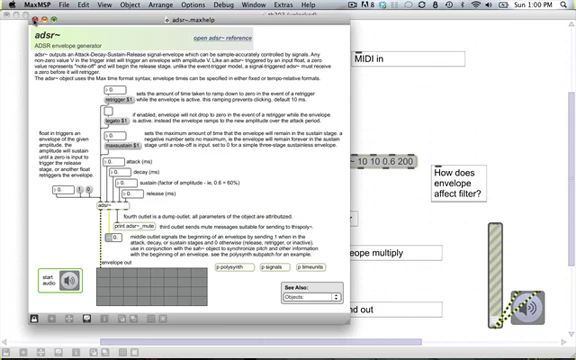 MaxMSP File Edit View Object Arrange Options Debug Window Extras Help
Sun 1:00 PM
adsr~.maxhelp
adsr~
open adsr~ reference
ADSR envelope generator
adsr~ outputs an Attack-Decay-Sustain-Release signal-envelope which can be sample-accurately controlled by signals. Any
non-zero value V in the trigger inlet will trigger an envelope with amplitude V. Like an adsr~ triggered by an input float, a zero
value represents "note-off" and will begin the release stage. unlike the event-trigger model, a signal-triggered adsr~ must receive
a zero before it will retrigger.
The adsr~ object uses the Max time format syntax; envelope times can be specified in either fixed or tempo-relative formats.
0.
sets the amount of time taken to ramp down to zero in the event of a retrigger
retrigger $1
while the envelope is active. this ramping prevents clicking. default 10 ms.
if enabled, envelope will not drop to zero in the event of a retrigger while the envelope
legato $1
is active. instead the envelope ramps to the new amplitude over the attack period.
0.
sets the maximum amount of time that the envelope will remain in the sustain stage. a
negative number sets no maximum, ie the envelope will remain forever in the sustain
maxsustain $1
stage until a note-off is input. set to 0 for a simple three-stage sustainless envelope.
float in triggers
an envelope of
the given
amplitude. the
amplitude will
sustain until a
zero is input to
trigger the
release stage, or
another float
retriggers the
envelope.
0. attack (ms)
0. decay (ms)
0. sustain (factor of amplitude - ie, 0.6 = 60%)
0. release (ms)
0. 1 0
adsr~
fourth outlet is a dump-outlet. all parameters of the object are attributized.
print adsr~_mute
third outlet sends mute messages suitable for sending to thispoly~.
0.
middle outlet signals the beginning of an envelope by sending 1 when in the
attack, decay, or sustain stages and 0 otherwise (release, retrigger, or inactive).
use in conjunction with the sah~ object to synchronize pitch and other information
with the beginning of an envelope. see the polysynth subpatch for an example.
envelope out
p polysynth p signals p timeunits
start
audio
See Also:
Objects:
MIDI in
~ 10 10 0.6 200
How does
envelope
affect filter?
ope multiply
nd out